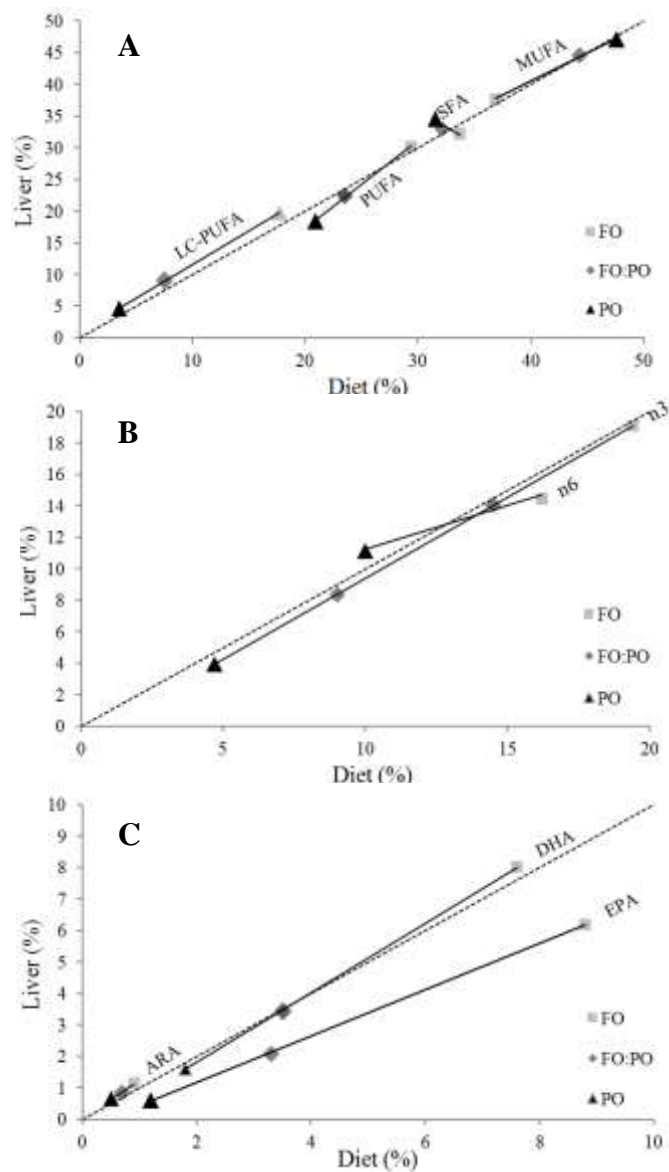 A
50
45
40
35
30
25
20
15
10
5
0
Liver (%)
MUFA
SFA
PUFA
LC-PUFA
FO
FO:PO
PO
0 10 20 30 40 50
Diet (%)
B
20
18
16
14
12
10
8
6
4
2
0
Liver (%)
n3
n6
FO
FO:PO
PO
0 5 10 15 20
Diet (%)
C
10
9
8
7
6
5
4
3
2
1
0
Liver (%)
DHA
EPA
ARA
FO
FO:PO
PO
0 2 4 6 8 10
Diet (%)